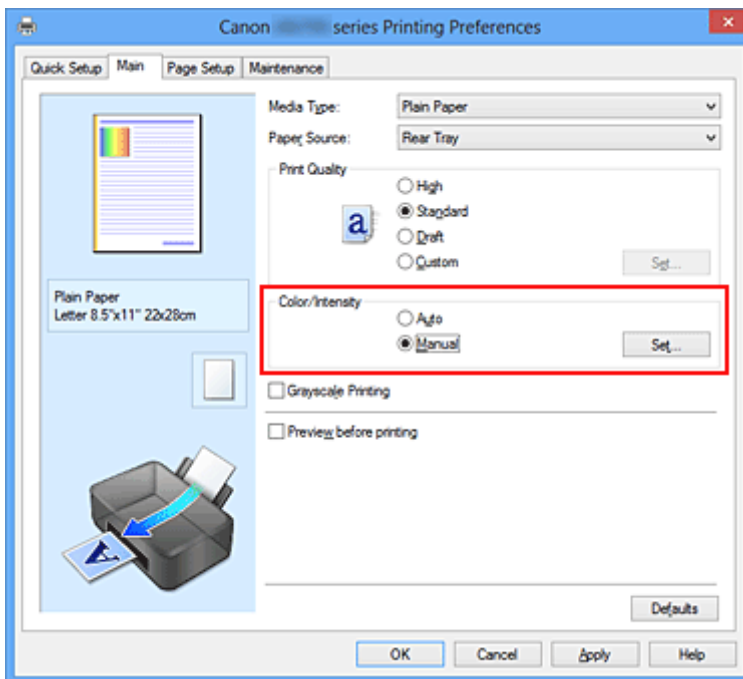 Canon series Printing Preferences
Quick Setup Main Page Setup Maintenance
Media Type: Plain Paper
Paper Source: Rear Tray
Print Quality
High
a Standard
Draft
Custom Set...
Plain Paper
Letter 8.5"x11" 22x28cm
Color/Intensity
Auto
Manual Set...
Grayscale Printing
Preview before printing
A
Defaults
OK Cancel Apply Help